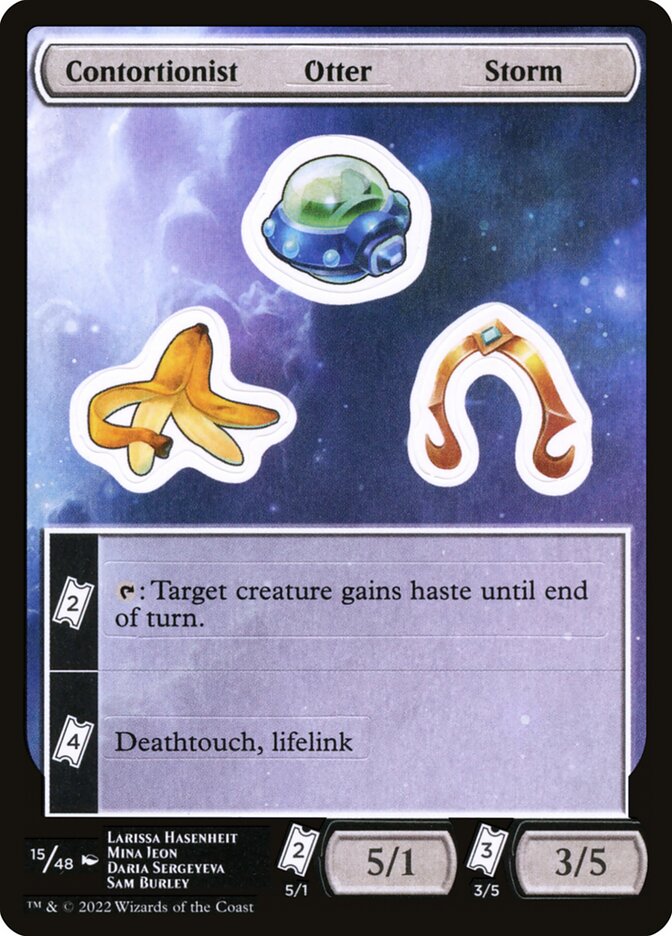 Contortionist Otter Storm
2
: Target creature gains haste until end
of turn.
4
Deathtouch, lifelink
15/48
Larissa Hasenheit
Mina Jeon
Daria Sergeyeva
Sam Burley
2
5/1
5/1
3
3/5
3/5
™ & © 2022 Wizards of the Coast